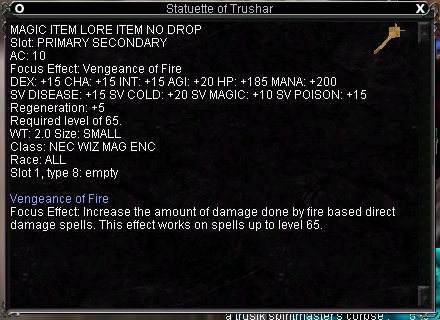 Statuette of Trushar
MAGIC ITEM LORE ITEM NO DROP
Slot: PRIMARY SECONDARY
AC: 10
Focus Effect: Vengeance of Fire
DEX: +15 CHA: +15 INT: +15 AGI: +20 HP: +185 MANA: +200
SV DISEASE: +15 SV COLD: +20 SV MAGIC: +10 SV POISON: +15
Regeneration: +5
Required level of 65.
WT: 2.0 Size: SMALL
Class: NEC WIZ MAG ENC
Race: ALL
Slot 1, type 8: empty
Vengeance of Fire
Focus Effect: Increase the amount of damage done by fire based direct
damage spells. This effect works on spells up to level 65.
a trusik spiritmaster's corpse